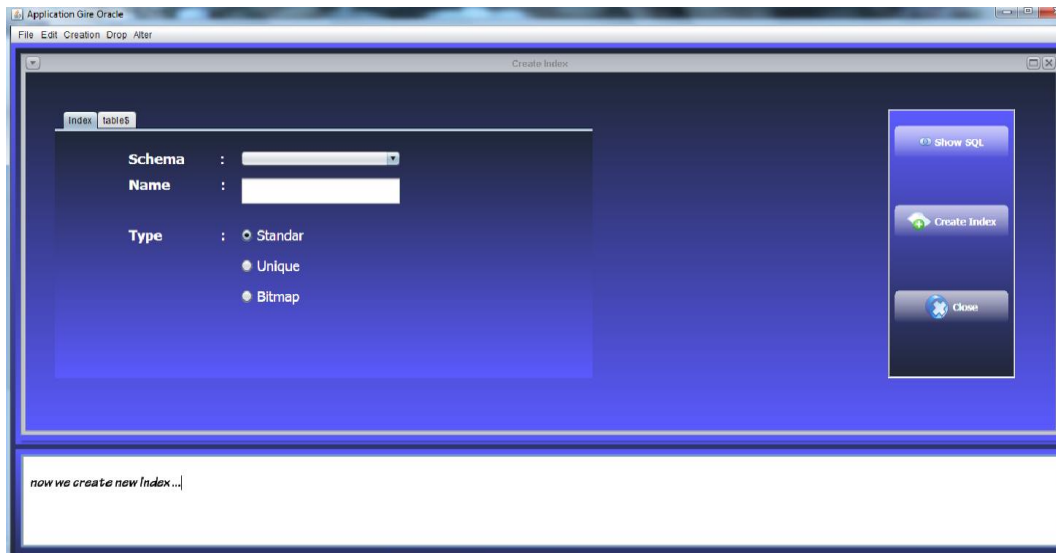 Application Gire Oracle
File Edit Creation Drop Alter
Create Index
Index table$
Schema :
Name :
Type : Standar
Unique
Bitmap
Show SQL
Create Index
Close
now we create new Index ...